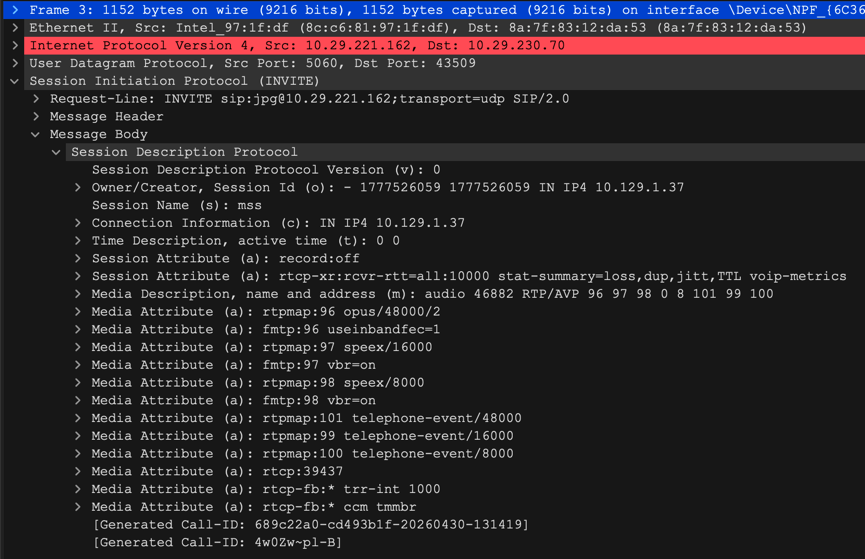 Frame 3: 1152 bytes on wire (9216 bits), 1152 bytes captured (9216 bits) on interface \Device\NPF_{6C36
Ethernet II, Src: Intel_97:1f:df (8c:c6:81:97:1f:df), Dst: 8a:7f:83:12:da:53 (8a:7f:83:12:da:53)
Internet Protocol Version 4, Src: 10.29.221.162, Dst: 10.29.230.70
User Datagram Protocol, Src Port: 5060, Dst Port: 43509
Session Initiation Protocol (INVITE)
Request-Line: INVITE sip:jpg@10.29.221.162;transport=udp SIP/2.0
Message Header
Message Body
Session Description Protocol
Session Description Protocol Version (v): 0
Owner/Creator, Session Id (o): - 1777526059 1777526059 IN IP4 10.129.1.37
Session Name (s): mss
Connection Information (c): IN IP4 10.129.1.37
Time Description, active time (t): 0 0
Session Attribute (a): record:off
Session Attribute (a): rtcp-xr:rcvr-rtt=all:10000 stat-summary=loss,dup,jitt,TTL voip-metrics
Media Description, name and address (m): audio 46882 RTP/AVP 96 97 98 0 8 101 99 100
Media Attribute (a): rtpmap:96 opus/48000/2
Media Attribute (a): fmtp:96 useinbandfec=1
Media Attribute (a): rtpmap:97 speex/16000
Media Attribute (a): fmtp:97 vbr=on
Media Attribute (a): rtpmap:98 speex/8000
Media Attribute (a): fmtp:98 vbr=on
Media Attribute (a): rtpmap:101 telephone-event/48000
Media Attribute (a): rtpmap:99 telephone-event/16000
Media Attribute (a): rtpmap:100 telephone-event/8000
Media Attribute (a): rtcp:39437
Media Attribute (a): rtcp-fb:* trr-int 1000
Media Attribute (a): rtcp-fb:* ccm tmmbr
[Generated Call-ID: 689c22a0-cd493b1f-20260430-131419]
[Generated Call-ID: 4w0Zw~pl-B]